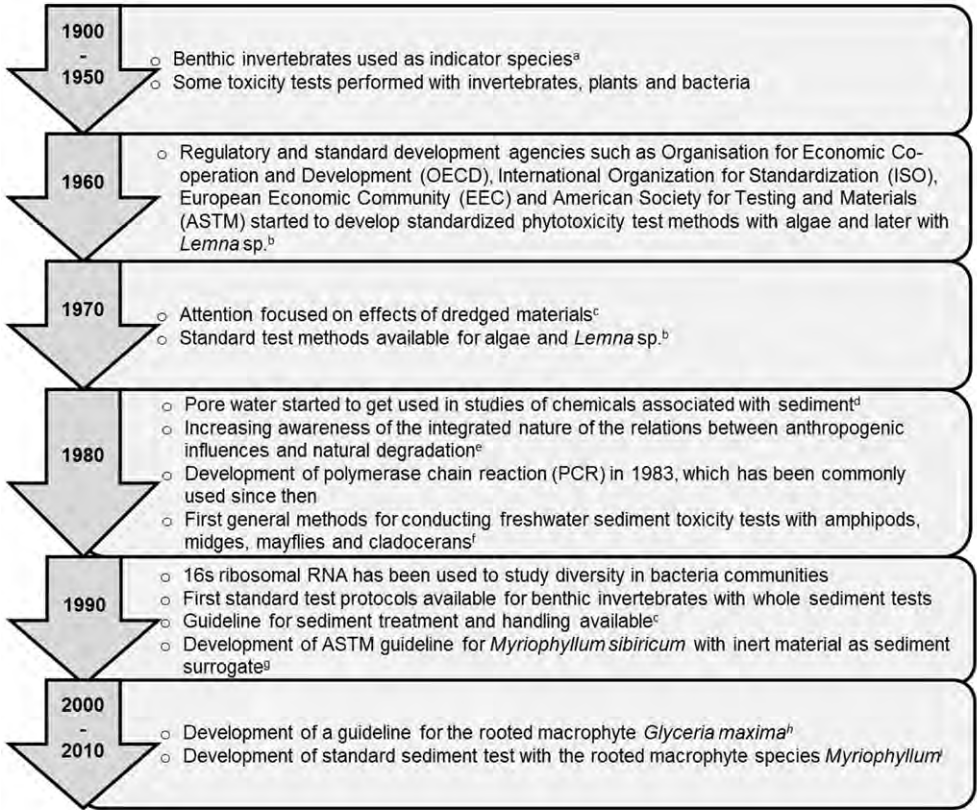 1900
-
1950
○ Benthic invertebrates used as indicator speciesᵃ
○ Some toxicity tests performed with invertebrates, plants and bacteria
1960
○ Regulatory and standard development agencies such as Organisation for Economic Co-
operation and Development (OECD), International Organization for Standardization (ISO),
European Economic Community (EEC) and American Society for Testing and Materials
(ASTM) started to develop standardized phytotoxicity test methods with algae and later with
Lemna sp.ᵇ
1970
○ Attention focused on effects of dredged materialsᶜ
○ Standard test methods available for algae and Lemna sp.ᵇ
1980
○ Pore water started to get used in studies of chemicals associated with sedimentᵈ
○ Increasing awareness of the integrated nature of the relations between anthropogenic
influences and natural degradationᵉ
○ Development of polymerase chain reaction (PCR) in 1983, which has been commonly
used since then
○ First general methods for conducting freshwater sediment toxicity tests with amphipods,
midges, mayflies and cladoceransᶠ
1990
○ 16s ribosomal RNA has been used to study diversity in bacteria communities
○ First standard test protocols available for benthic invertebrates with whole sediment tests
○ Guideline for sediment treatment and handling availableᶜ
○ Development of ASTM guideline for Myriophyllum sibiricum with inert material as sediment
surrogateᵍ
2000
-
2010
○ Development of a guideline for the rooted macrophyte Glyceria maximaʰ
○ Development of standard sediment test with the rooted macrophyte species Myriophyllumⁱ